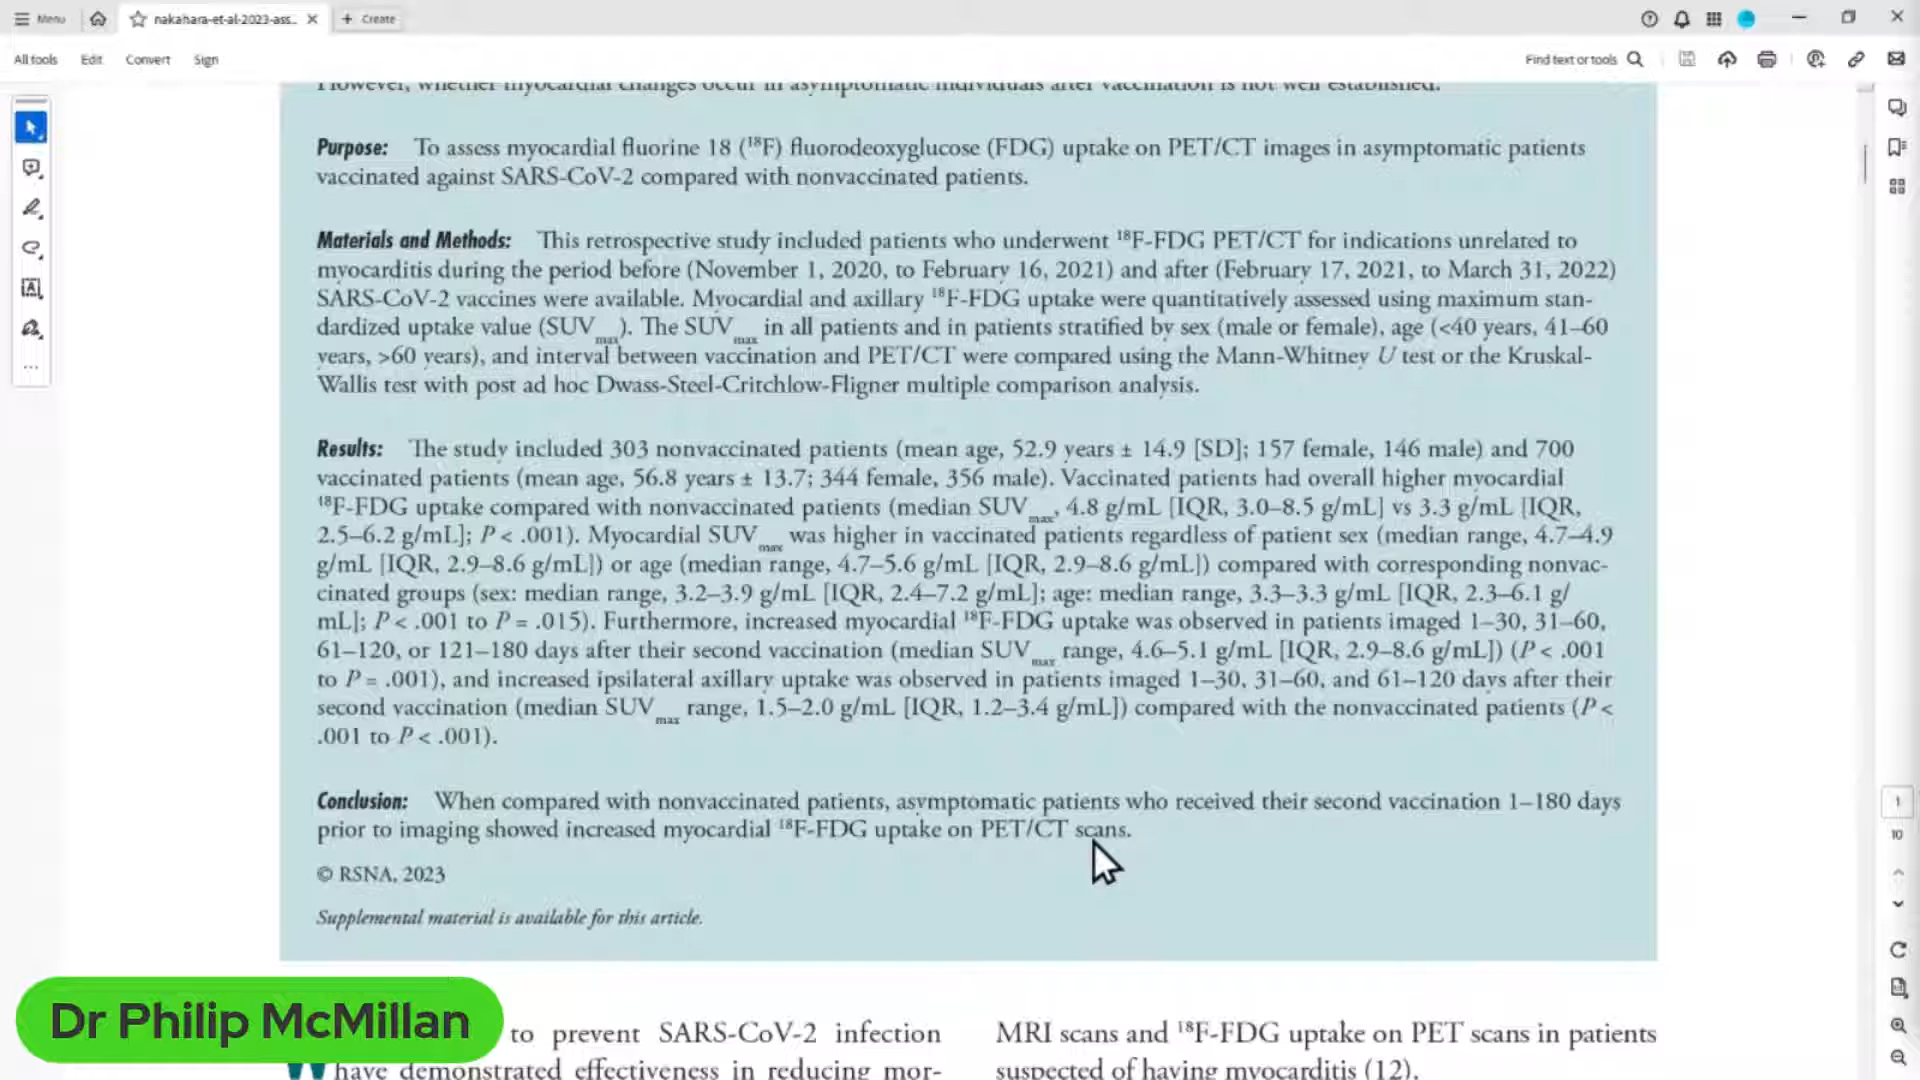 Menu
nakahara-et-al-2023-ass...
+ Create
All tools
Edit
Convert
Sign
Find text or tools
However, whether myocardial changes occur in asymptomatic individuals after vaccination is not well established.
Purpose: To assess myocardial fluorine 18 (18F) fluorodeoxyglucose (FDG) uptake on PET/CT images in asymptomatic patients
vaccinated against SARS-CoV-2 compared with nonvaccinated patients.
Materials and Methods: This retrospective study included patients who underwent 18F-FDG PET/CT for indications unrelated to
myocarditis during the period before (November 1, 2020, to February 16, 2021) and after (February 17, 2021, to March 31, 2022)
SARS-CoV-2 vaccines were available. Myocardial and axillary 18F-FDG uptake were quantitatively assessed using maximum stan-
dardized uptake value (SUVmax). The SUVmax in all patients and in patients stratified by sex (male or female), age (<40 years, 41–60
years, >60 years), and interval between vaccination and PET/CT were compared using the Mann-Whitney U test or the Kruskal-
Wallis test with post ad hoc Dwass-Steel-Critchlow-Fligner multiple comparison analysis.
Results: The study included 303 nonvaccinated patients (mean age, 52.9 years ± 14.9 [SD]; 157 female, 146 male) and 700
vaccinated patients (mean age, 56.8 years ± 13.7; 344 female, 356 male). Vaccinated patients had overall higher myocardial
18F-FDG uptake compared with nonvaccinated patients (median SUVmax, 4.8 g/mL [IQR, 3.0–8.5 g/mL] vs 3.3 g/mL [IQR,
2.5–6.2 g/mL]; P < .001). Myocardial SUVmax was higher in vaccinated patients regardless of patient sex (median range, 4.7–4.9
g/mL [IQR, 2.9–8.6 g/mL]) or age (median range, 4.7–5.6 g/mL [IQR, 2.9–8.6 g/mL]) compared with corresponding nonvac-
cinated groups (sex: median range, 3.2–3.9 g/mL [IQR, 2.4–7.2 g/mL]; age: median range, 3.3–3.3 g/mL [IQR, 2.3–6.1 g/
mL]; P < .001 to P = .015). Furthermore, increased myocardial 18F-FDG uptake was observed in patients imaged 1–30, 31–60,
61–120, or 121–180 days after their second vaccination (median SUVmax range, 4.6–5.1 g/mL [IQR, 2.9–8.6 g/mL]) (P < .001
to P = .001), and increased ipsilateral axillary uptake was observed in patients imaged 1–30, 31–60, and 61–120 days after their
second vaccination (median SUVmax range, 1.5–2.0 g/mL [IQR, 1.2–3.4 g/mL]) compared with the nonvaccinated patients (P <
.001 to P < .001).
Conclusion: When compared with nonvaccinated patients, asymptomatic patients who received their second vaccination 1–180 days
prior to imaging showed increased myocardial 18F-FDG uptake on PET/CT scans.
© RSNA, 2023
Supplemental material is available for this article.
1
10
Dr Philip McMillan
to prevent SARS-CoV-2 infection
have demonstrated effectiveness in reducing mor-
MRI scans and 18F-FDG uptake on PET scans in patients
suspected of having myocarditis (12).